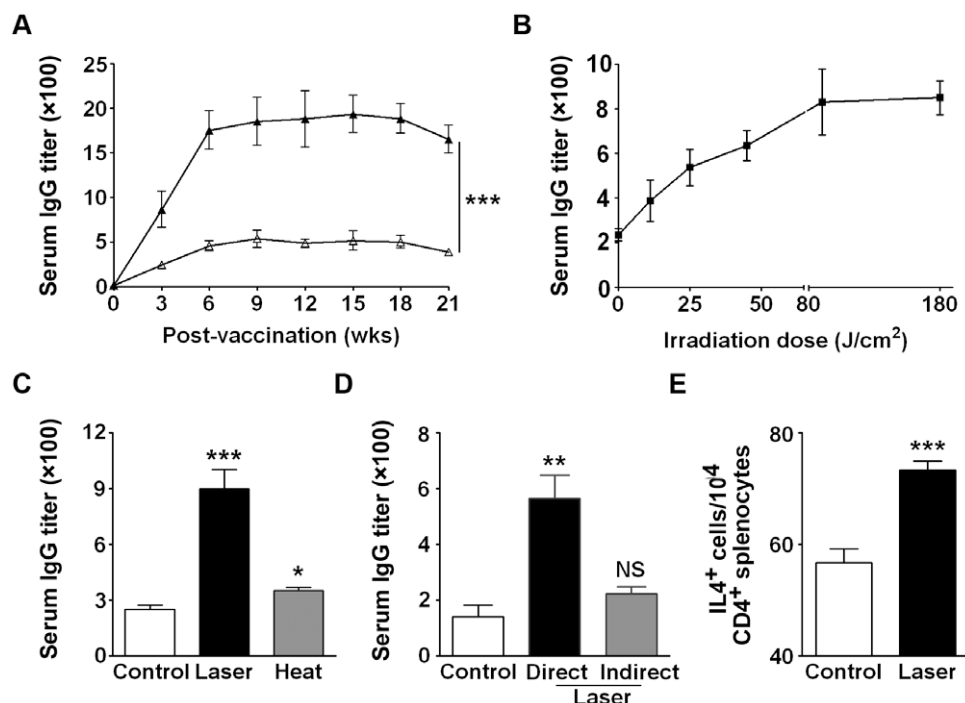 A
Serum IgG titer (×100)
25
20
15
10
5
0
***
0 3 6 9 12 15 18 21
Post-vaccination (wks)
B
Serum IgG titer (×100)
10
8
6
4
2
0
0 25 50 80 180
Irradiation dose (J/cm²)
C
Serum IgG titer (×100)
12
9
6
3
0
***
*
Control Laser Heat
D
Serum IgG titer (×100)
8
6
4
2
0
**
NS
Control Direct Indirect
Laser
E
IL4⁺ cells/10⁴
CD4⁺ splenocytes
80
60
40
***
Control Laser